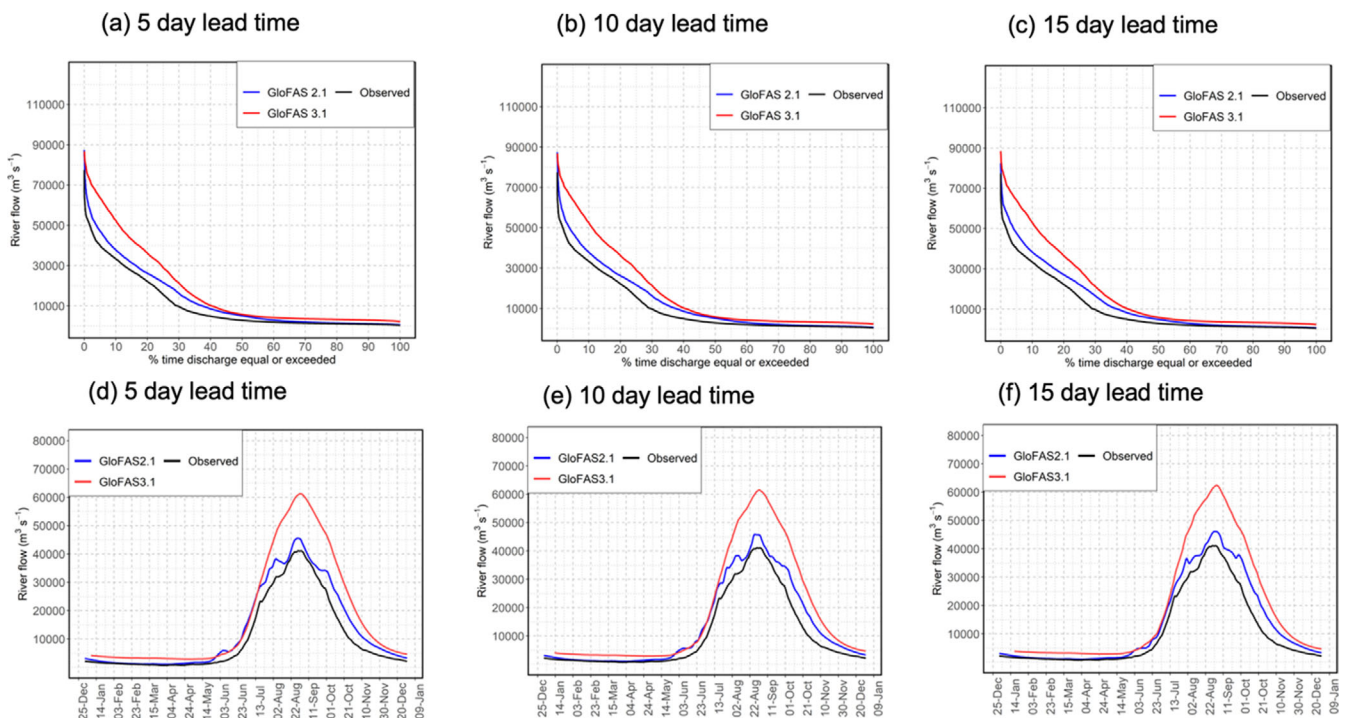 (a) 5 day lead time
(b) 10 day lead time
(c) 15 day lead time
GloFAS 2.1 Observed
GloFAS 3.1
River flow (m³ s⁻¹)
110000
90000
70000
50000
30000
10000
0 10 20 30 40 50 60 70 80 90 100
% time discharge equal or exceeded
GloFAS 2.1 Observed
GloFAS 3.1
River flow (m³ s⁻¹)
110000
90000
70000
50000
30000
10000
0 10 20 30 40 50 60 70 80 90 100
% time discharge equal or exceeded
GloFAS 2.1 Observed
GloFAS 3.1
River flow (m³ s⁻¹)
110000
90000
70000
50000
30000
10000
0 10 20 30 40 50 60 70 80 90 100
% time discharge equal or exceeded
(d) 5 day lead time
(e) 10 day lead time
(f) 15 day lead time
GloFAS2.1 Observed
GloFAS3.1
River flow (m³ s⁻¹)
80000
70000
60000
50000
40000
30000
20000
10000
25-Dec
14-Jan
03-Feb
23-Feb
15-Mar
04-Apr
24-Apr
14-May
03-Jun
23-Jun
13-Jul
02-Aug
22-Aug
11-Sep
01-Oct
21-Oct
10-Nov
30-Nov
20-Dec
09-Jan
GloFAS2.1 Observed
GloFAS3.1
River flow (m³ s⁻¹)
80000
70000
60000
50000
40000
30000
20000
10000
25-Dec
14-Jan
03-Feb
23-Feb
15-Mar
04-Apr
24-Apr
14-May
03-Jun
23-Jun
13-Jul
02-Aug
22-Aug
11-Sep
01-Oct
21-Oct
10-Nov
30-Nov
20-Dec
09-Jan
GloFAS2.1 Observed
GloFAS3.1
River flow (m³ s⁻¹)
80000
70000
60000
50000
40000
30000
20000
10000
25-Dec
14-Jan
03-Feb
23-Feb
15-Mar
04-Apr
24-Apr
14-May
03-Jun
23-Jun
13-Jul
02-Aug
22-Aug
11-Sep
01-Oct
21-Oct
10-Nov
30-Nov
20-Dec
09-Jan